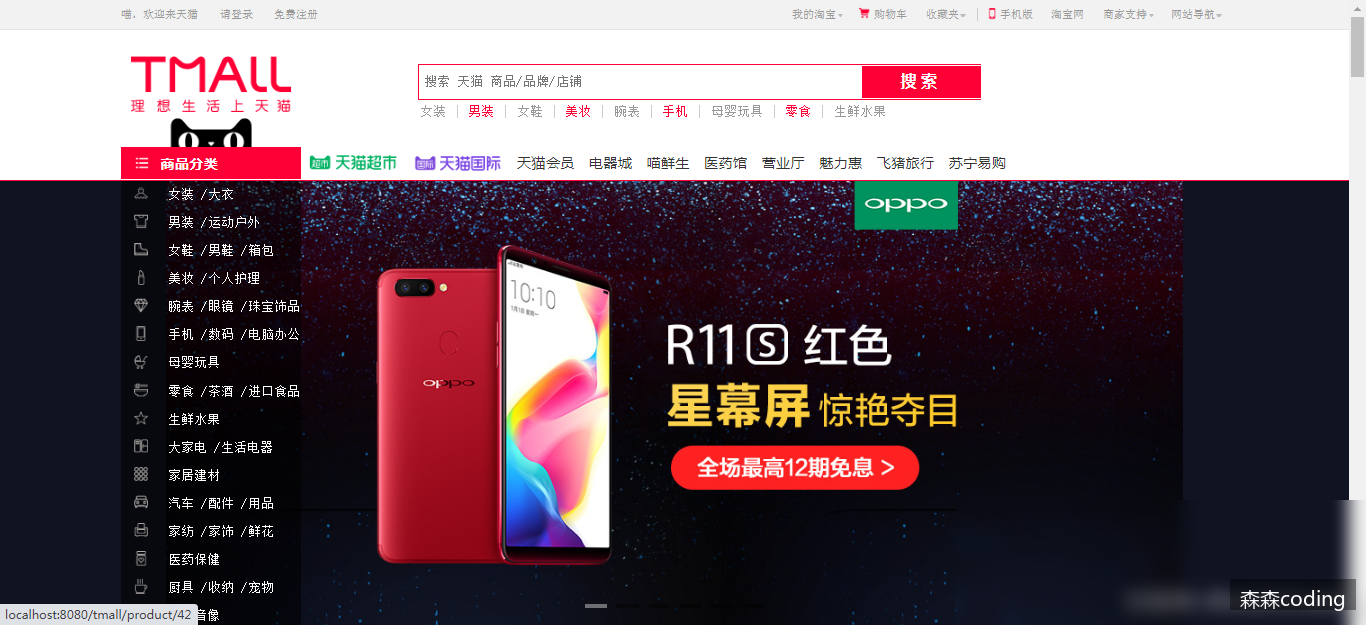 喵，欢迎来天猫 请登录 免费注册 我的淘宝 购物车 收藏夹 手机版 淘宝网 商家支持 网站导航
TMALL
理想生活上天猫
搜索 天猫 商品/品牌/店铺 搜索
女装 男装 女鞋 美妆 腕表 手机 母婴玩具 零食 生鲜水果
商品分类 超市 天猫超市 国际 天猫国际 天猫会员 电器城 喵鲜生 医药馆 营业厅 魅力惠 飞猪旅行 苏宁易购
女装 /大衣
男装 /运动户外
女鞋 /男鞋 /箱包
美妆 /个人护理
腕表 /眼镜 /珠宝饰品
手机 /数码 /电脑办公
母婴玩具
零食 /茶酒 /进口食品
生鲜水果
大家电 /生活电器
家居建材
汽车 /配件 /用品
家纺 /家饰 /鲜花
医药保健
厨具 /收纳 /宠物
音像
oppo
10:10
oppo
R11S 红色
星幕屏 惊艳夺目
全场最高12期免息 >
localhost:8080/tmall/product/42
森森coding